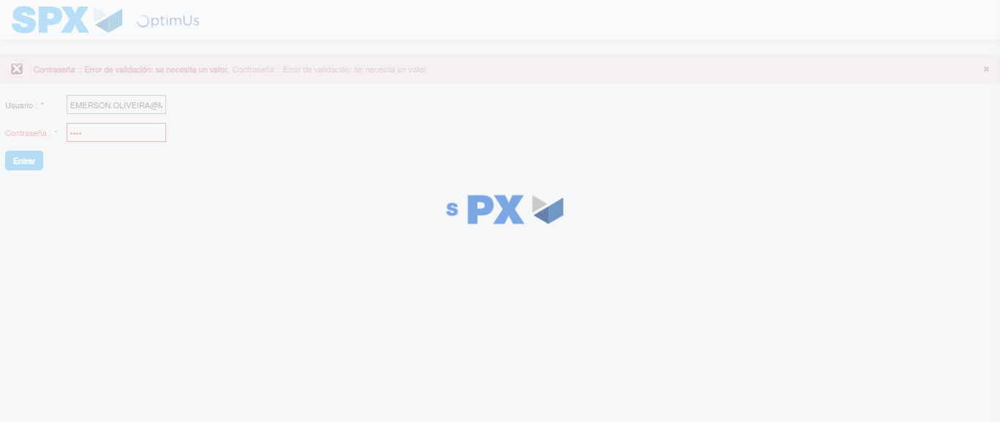 SPX OptimUs
Contraseña :: Error de validación: se necesita un valor. Contraseña :: Error de validación: se necesita un valor.
Usuario : * EMERSON.OLIVEIRA@M
Contraseña : * ••••
Entrar
SPX